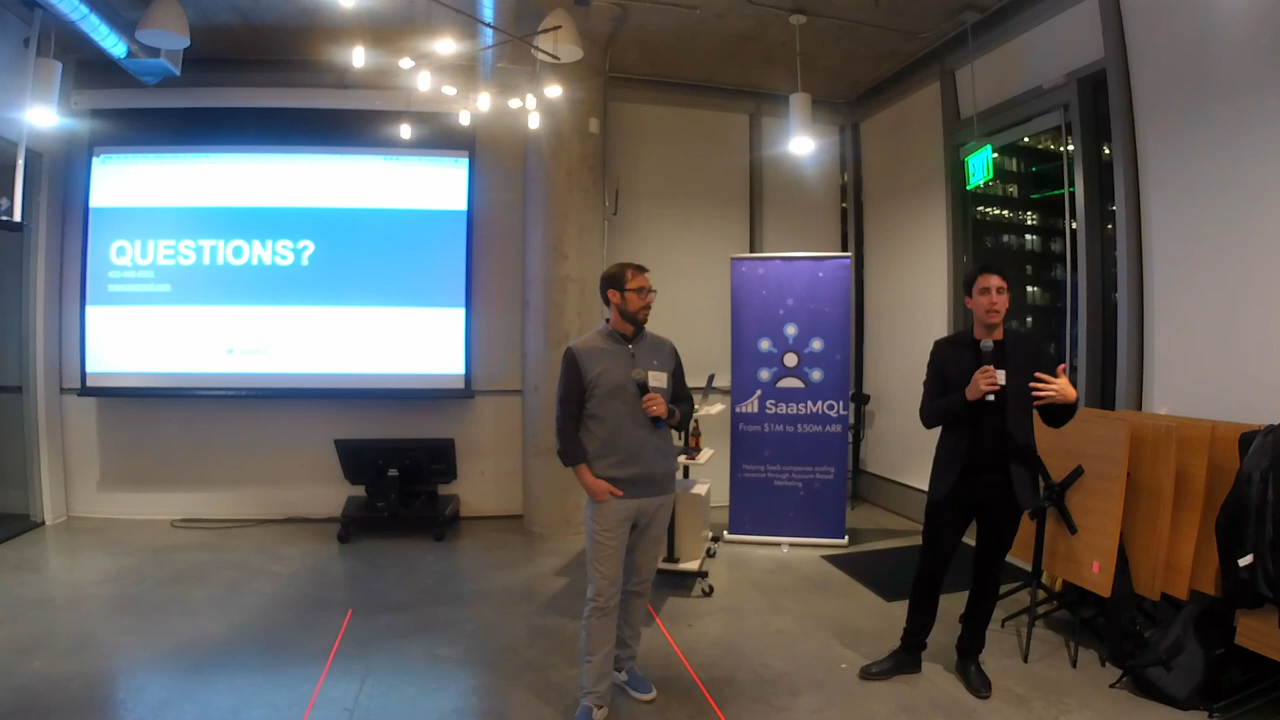 QUESTIONS?
EXIT
SaasMQL
From $1M to $50M ARR
Helping SaaS companies scaling
revenue through Account-Based
Marketing